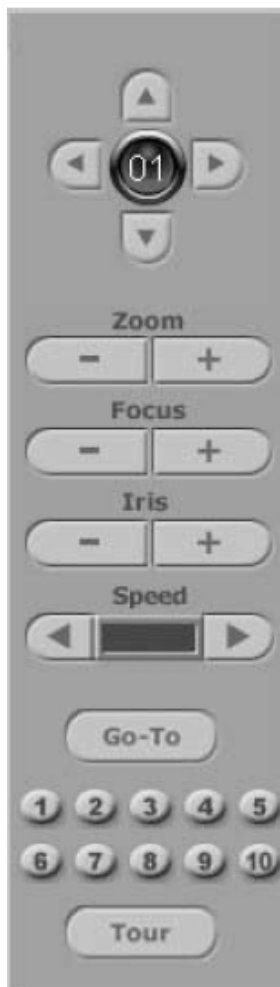 01
Zoom
- +
Focus
- +
Iris
- +
Speed
Go-To
1 2 3 4 5
6 7 8 9 10
Tour